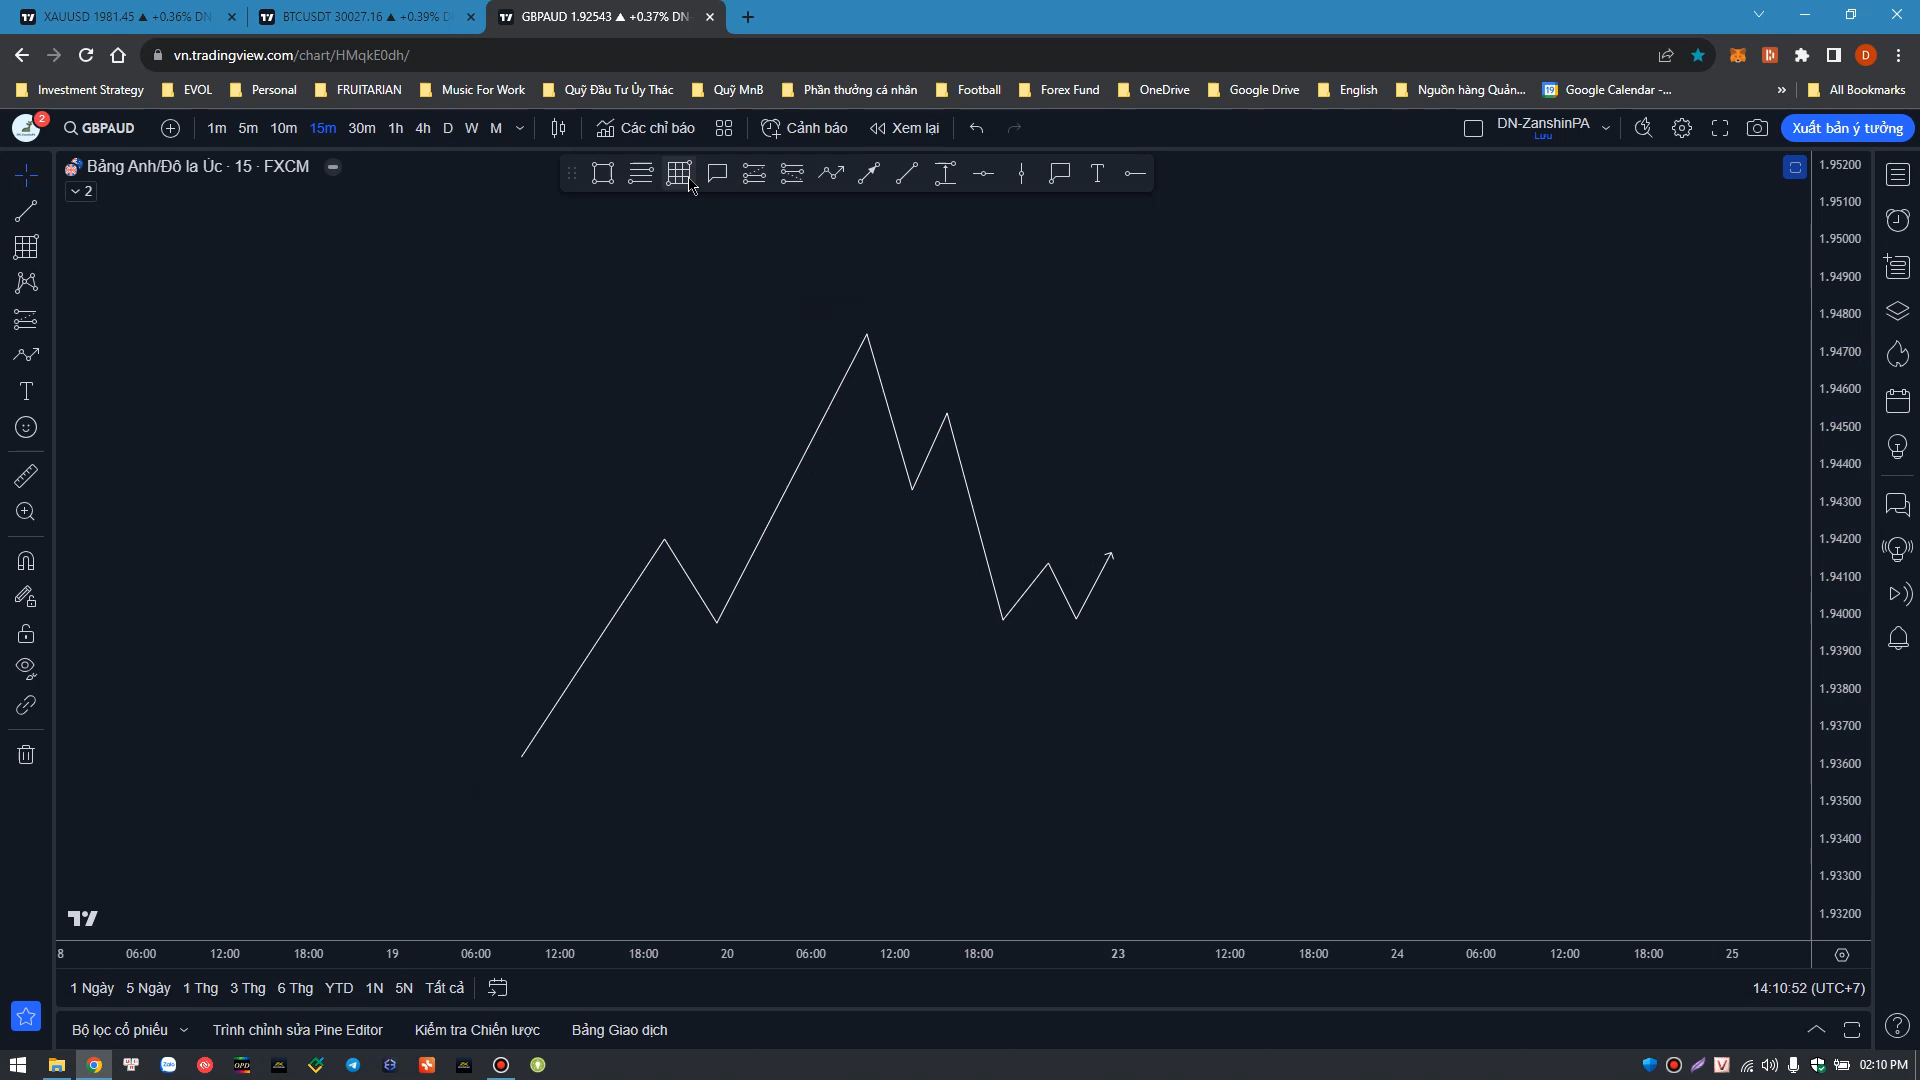 XAUUSD 1981.45 ▲ +0.36% DN
BTCUSDT 30027.16 ▲ +0.39% D
GBPAUD 1.92543 ▲ +0.37% DN
vn.tradingview.com/chart/HMqkE0dh/
Investment Strategy EVOL Personal FRUITARIAN Music For Work Quỹ Đầu Tư Ủy Thác Quỹ MnB Phần thưởng cá nhân Football Forex Fund OneDrive Google Drive English Nguồn hàng Quản... Google Calendar -... » All Bookmarks
2 GBPAUD 1m 5m 10m 15m 30m 1h 4h D W M Các chỉ báo Cảnh báo Xem lại DN-ZanshinPA Lưu Xuất bản ý tưởng
Bảng Anh/Đô la Úc · 15 · FXCM
2
1.95200
1.95100
1.95000
1.94900
1.94800
1.94700
1.94600
1.94500
1.94400
1.94300
1.94200
1.94100
1.94000
1.93900
1.93800
1.93700
1.93600
1.93500
1.93400
1.93300
1.93200
8 06:00 12:00 18:00 19 06:00 12:00 18:00 20 06:00 12:00 18:00 23 12:00 18:00 24 06:00 12:00 18:00 25
1 Ngày 5 Ngày 1 Thg 3 Thg 6 Thg YTD 1N 5N Tất cả 14:10:52 (UTC+7)
Bộ lọc cổ phiếu Trình chỉnh sửa Pine Editor Kiểm tra Chiến lược Bảng Giao dịch
02:10 PM